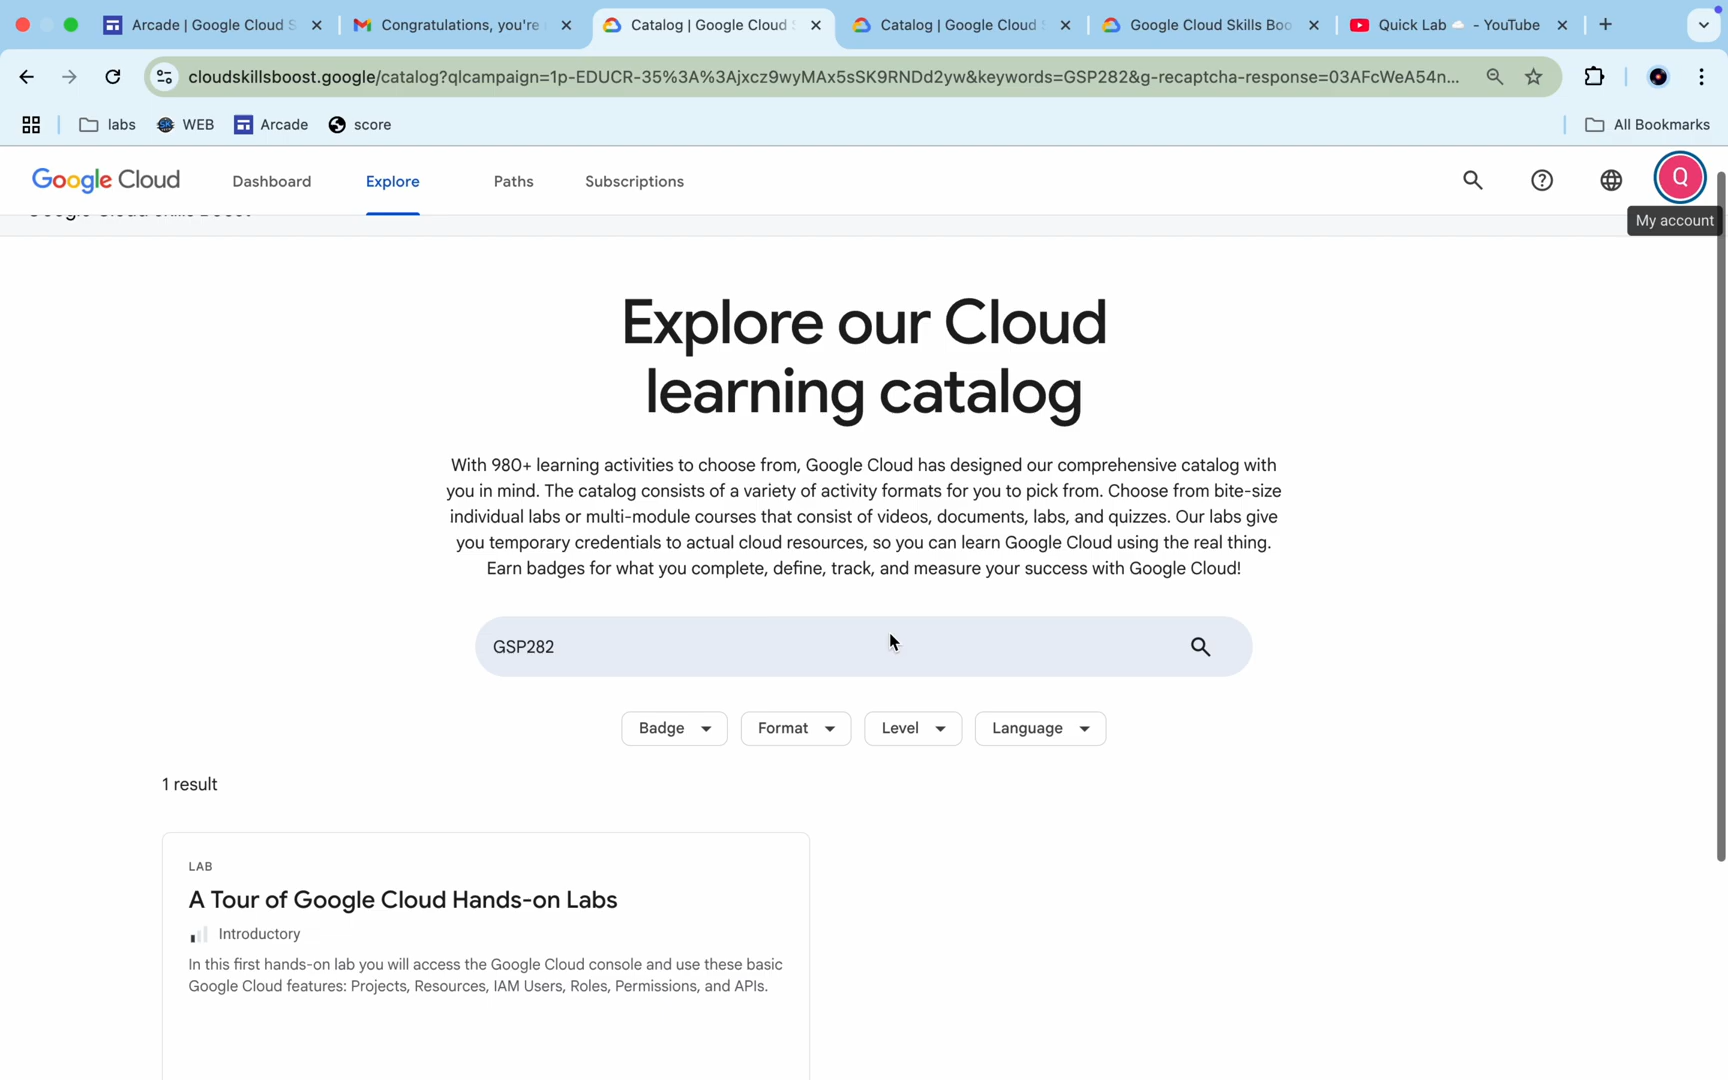 Arcade | Google Cloud S
Congratulations, you're
Catalog | Google Cloud
Catalog | Google Cloud
Google Cloud Skills Boo
Quick Lab - YouTube
cloudskillsboost.google/catalog?qlcampaign=1p-EDUCR-35%3A%3Ajxcz9wyMAx5sSK9RNDd2yw&keywords=GSP282&g-recaptcha-response=03AFcWeA54n...
labs
WEB
Arcade
score
All Bookmarks
Google Cloud
Dashboard
Explore
Paths
Subscriptions
Q
My account
Google Cloud Skills Boost
Explore our Cloud
learning catalog
With 980+ learning activities to choose from, Google Cloud has designed our comprehensive catalog with
you in mind. The catalog consists of a variety of activity formats for you to pick from. Choose from bite-size
individual labs or multi-module courses that consist of videos, documents, labs, and quizzes. Our labs give
you temporary credentials to actual cloud resources, so you can learn Google Cloud using the real thing.
Earn badges for what you complete, define, track, and measure your success with Google Cloud!
GSP282
Badge
Format
Level
Language
1 result
LAB
A Tour of Google Cloud Hands-on Labs
Introductory
In this first hands-on lab you will access the Google Cloud console and use these basic
Google Cloud features: Projects, Resources, IAM Users, Roles, Permissions, and APIs.